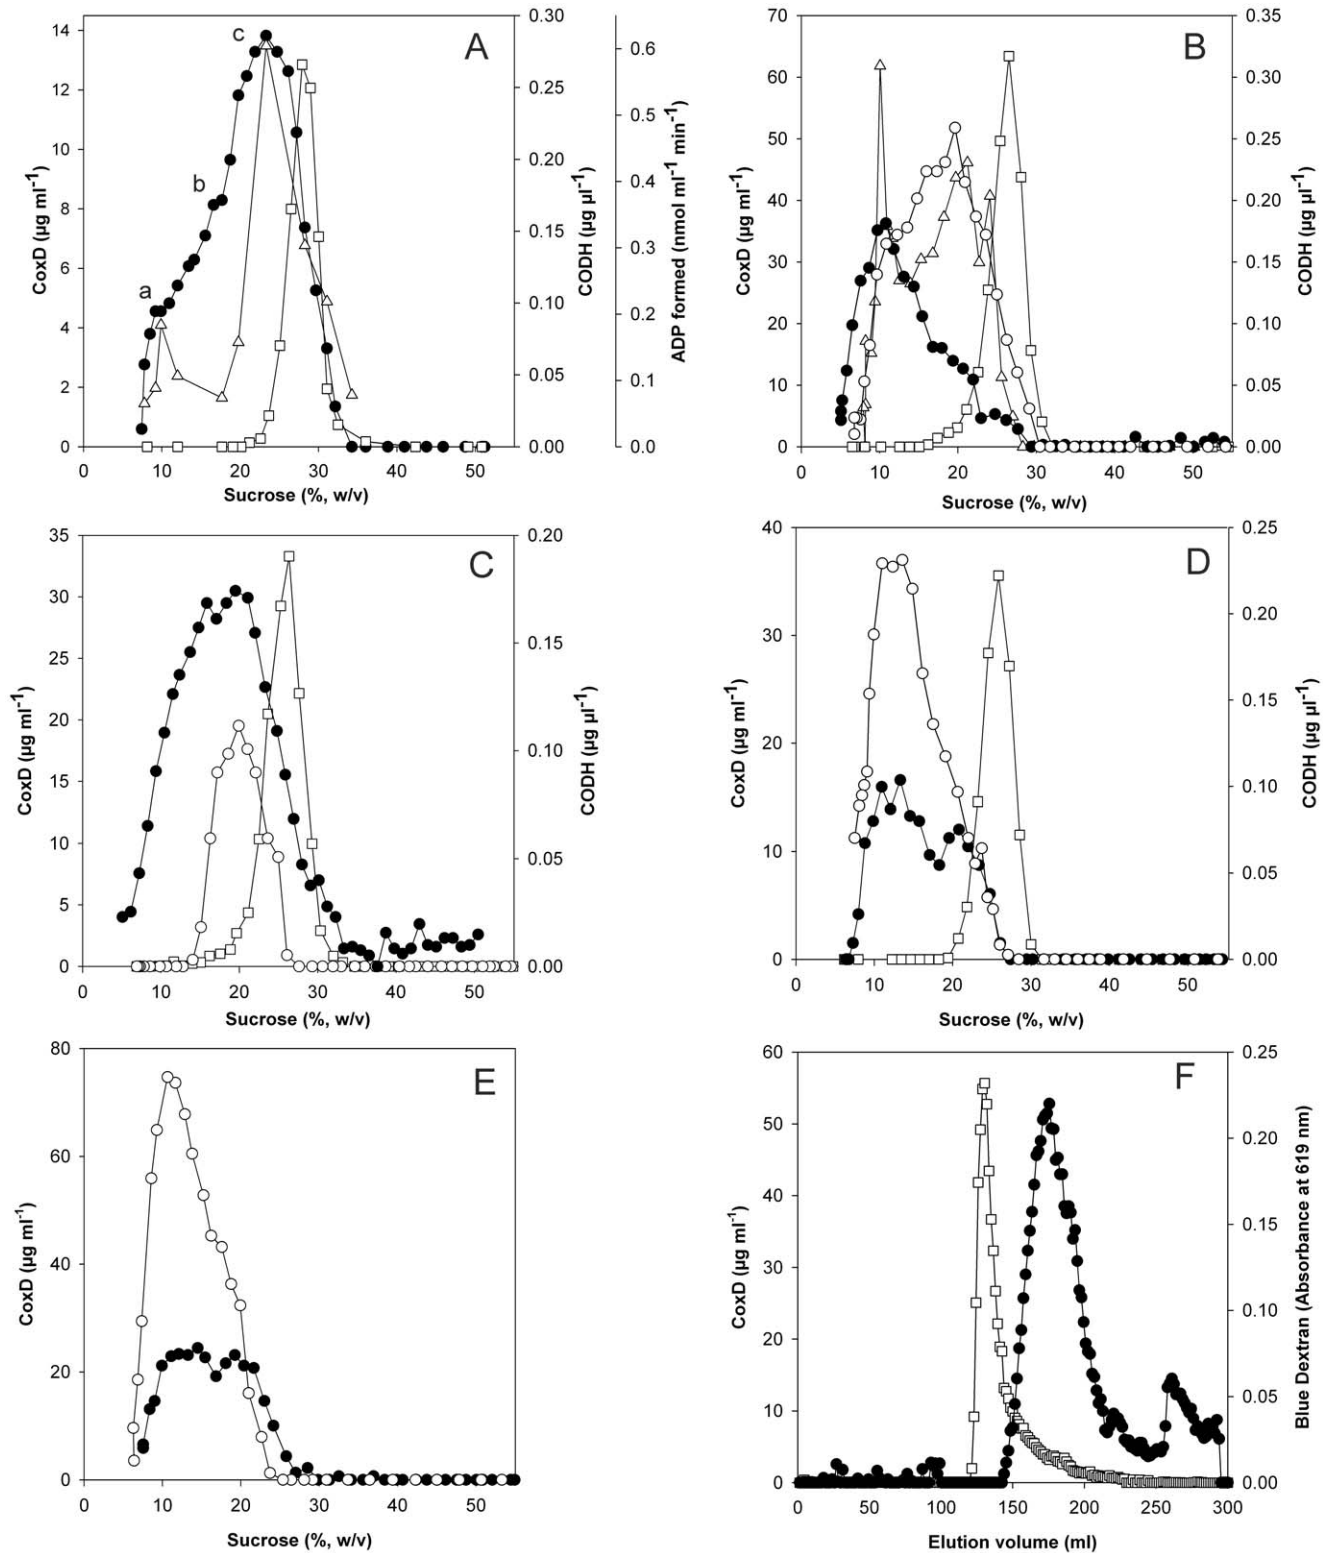 A
a
b
c
14
12
10
8
6
4
2
0
CoxD (µg ml⁻¹)
0.30
0.25
0.20
0.15
0.10
0.05
0.00
CODH (µg µl⁻¹)
0.6
0.5
0.4
0.3
0.2
0.1
0.0
ADP formed (nmol ml⁻¹ min⁻¹)
0 10 20 30 40 50
Sucrose (%, w/v)
B
70
60
50
40
30
20
10
0
CoxD (µg ml⁻¹)
0.35
0.30
0.25
0.20
0.15
0.10
0.05
0.00
CODH (µg µl⁻¹)
0 10 20 30 40 50
Sucrose (%, w/v)
C
35
30
25
20
15
10
5
0
CoxD (µg ml⁻¹)
0.20
0.15
0.10
0.05
0.00
CODH (µg µl⁻¹)
0 10 20 30 40 50
Sucrose (%, w/v)
D
40
30
20
10
0
CoxD (µg ml⁻¹)
0.25
0.20
0.15
0.10
0.05
0.00
CODH (µg µl⁻¹)
0 10 20 30 40 50
Sucrose (%, w/v)
E
80
60
40
20
0
CoxD (µg ml⁻¹)
0 10 20 30 40 50
Sucrose (%, w/v)
F
60
50
40
30
20
10
0
CoxD (µg ml⁻¹)
0.25
0.20
0.15
0.10
0.05
0.00
Blue Dextran (Absorbance at 619 nm)
0 50 100 150 200 250 300
Elution volume (ml)